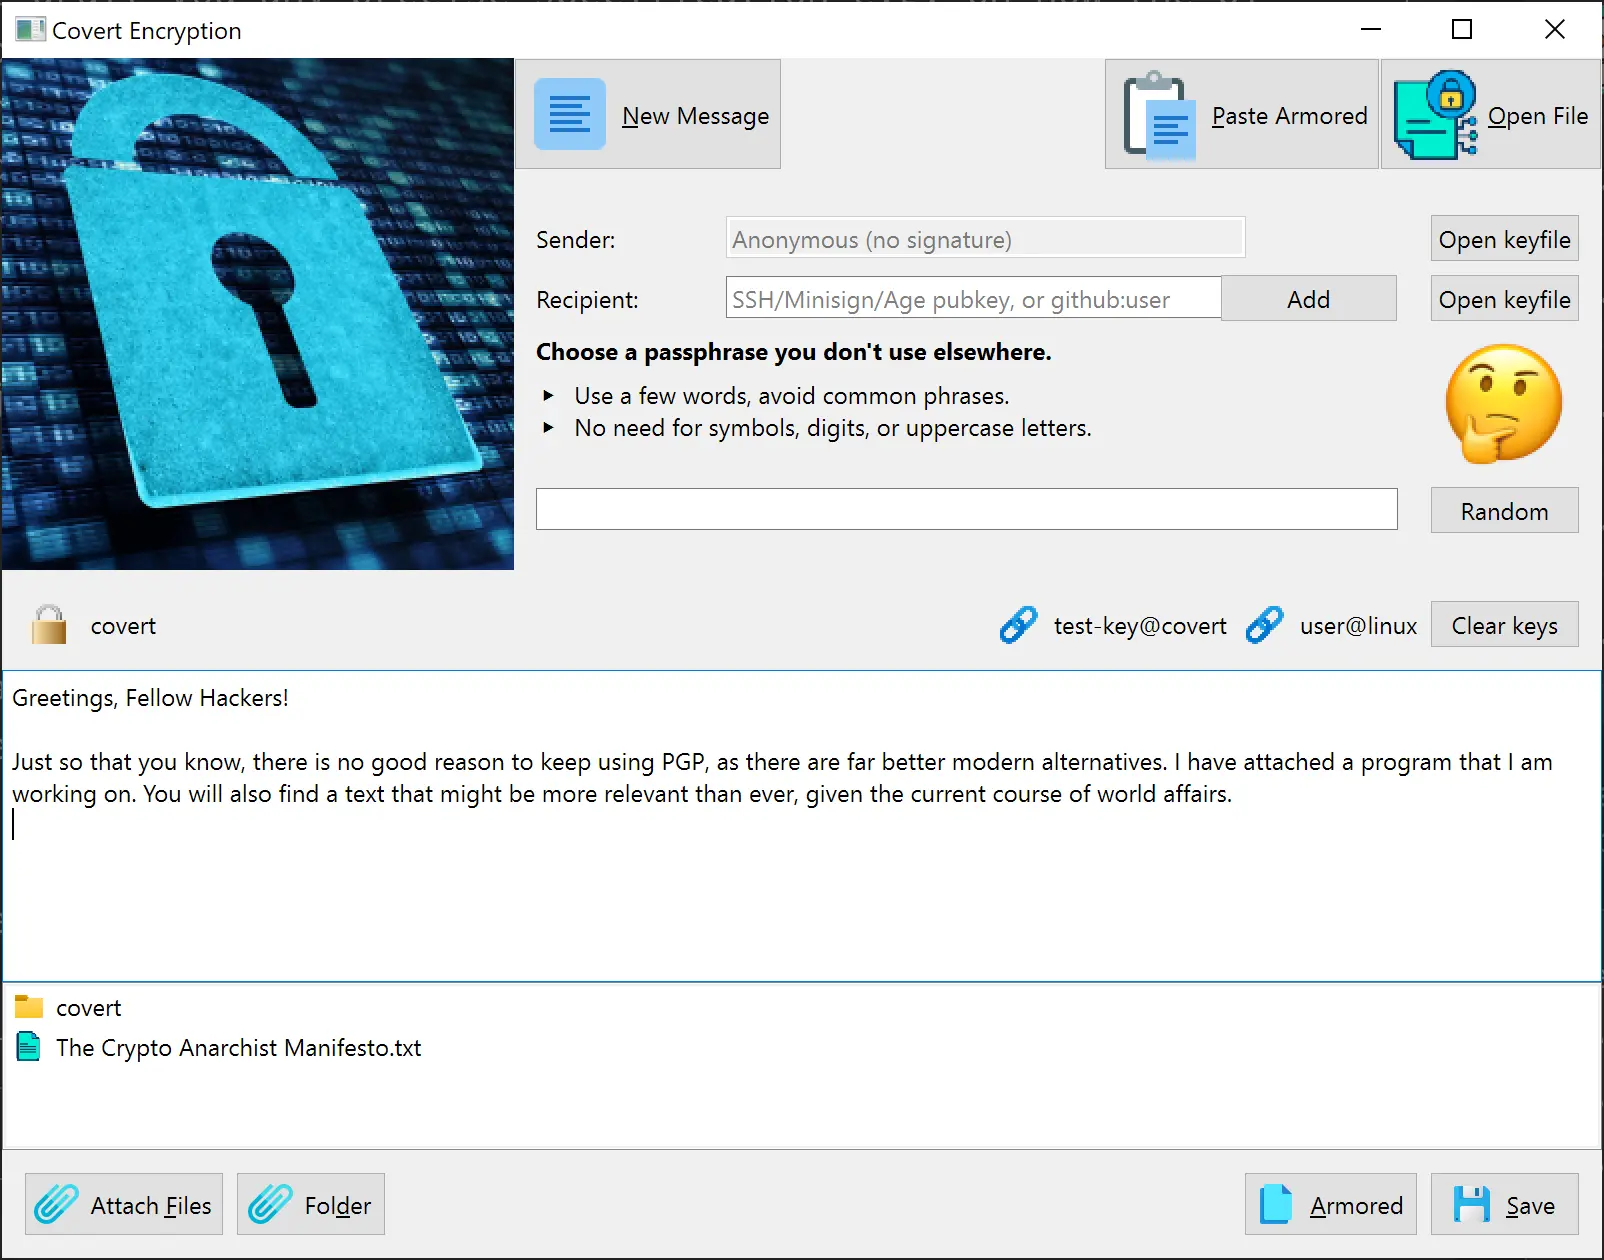 Covert Encryption
New Message
Paste Armored
Open File
Sender:
Anonymous (no signature)
Open keyfile
Recipient:
SSH/Minisign/Age pubkey, or github:user
Add
Open keyfile
Choose a passphrase you don't use elsewhere.
Use a few words, avoid common phrases.
No need for symbols, digits, or uppercase letters.
Random
covert
test-key@covert
user@linux
Clear keys
Greetings, Fellow Hackers!
Just so that you know, there is no good reason to keep using PGP, as there are far better modern alternatives. I have attached a program that I am
working on. You will also find a text that might be more relevant than ever, given the current course of world affairs.
covert
The Crypto Anarchist Manifesto.txt
Attach Files
Folder
Armored
Save